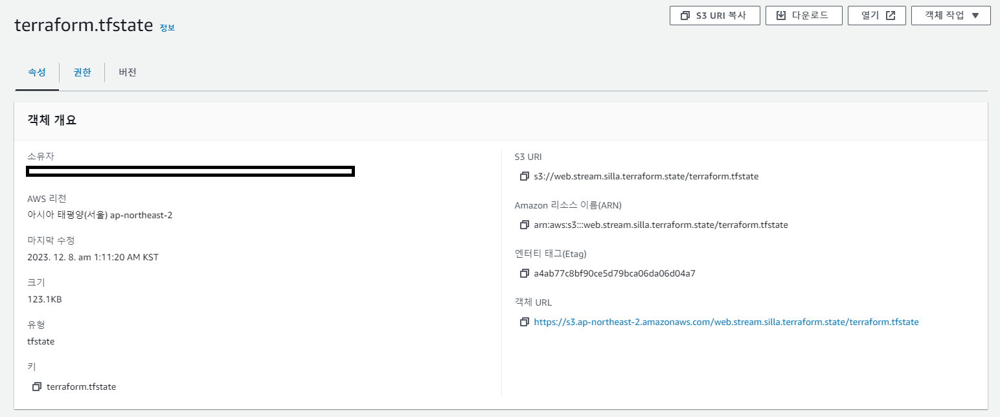 terraform.tfstate 정보
S3 URI 복사
다운로드
열기
객체 작업
속성
권한
버전
객체 개요
소유자
AWS 리전
아시아 태평양(서울) ap-northeast-2
마지막 수정
2023. 12. 8. am 1:11:20 AM KST
크기
123.1KB
유형
tfstate
키
terraform.tfstate
S3 URI
s3://web.stream.silla.terraform.state/terraform.tfstate
Amazon 리소스 이름(ARN)
arn:aws:s3:::web.stream.silla.terraform.state/terraform.tfstate
엔터티 태그(Etag)
a4ab77c8bf90ce5d79bca06da06d04a7
객체 URL
https://s3.ap-northeast-2.amazonaws.com/web.stream.silla.terraform.state/terraform.tfstate